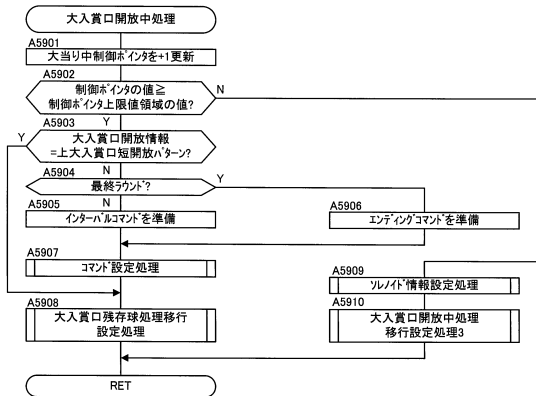 大入賞口開放中処理
A5901
大当り中制御ﾎﾟｲﾝﾀを+1更新
A5902
制御ﾎﾟｲﾝﾀの値≧
制御ﾎﾟｲﾝﾀ上限値領域の値?
N
A5903
Y
Y
大入賞口開放情報
=上大入賞口短開放ﾊﾟﾀｰﾝ?
A5904
N
最終ﾗｳﾝﾄﾞ?
Y
A5905
N
ｲﾝﾀｰﾊﾞﾙｺﾏﾝﾄﾞを準備
A5906
ｴﾝﾃﾞｨﾝｸﾞｺﾏﾝﾄﾞを準備
A5907
ｺﾏﾝﾄﾞ設定処理
A5909
ｿﾚﾉｲﾄﾞ情報設定処理
A5908
大入賞口残存球処理移行
設定処理
A5910
大入賞口開放中処理
移行設定処理3
RET